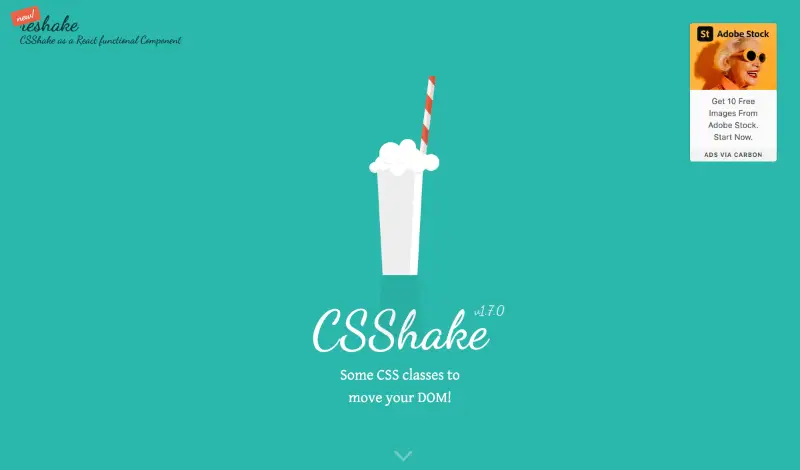 new!
reshake
CSShake as a React functional Component
St Adobe Stock
Get 10 Free
Images From
Adobe Stock.
Start Now.
ADS VIA CARBON
v1.7.0
CSShake
Some CSS classes to
move your DOM!